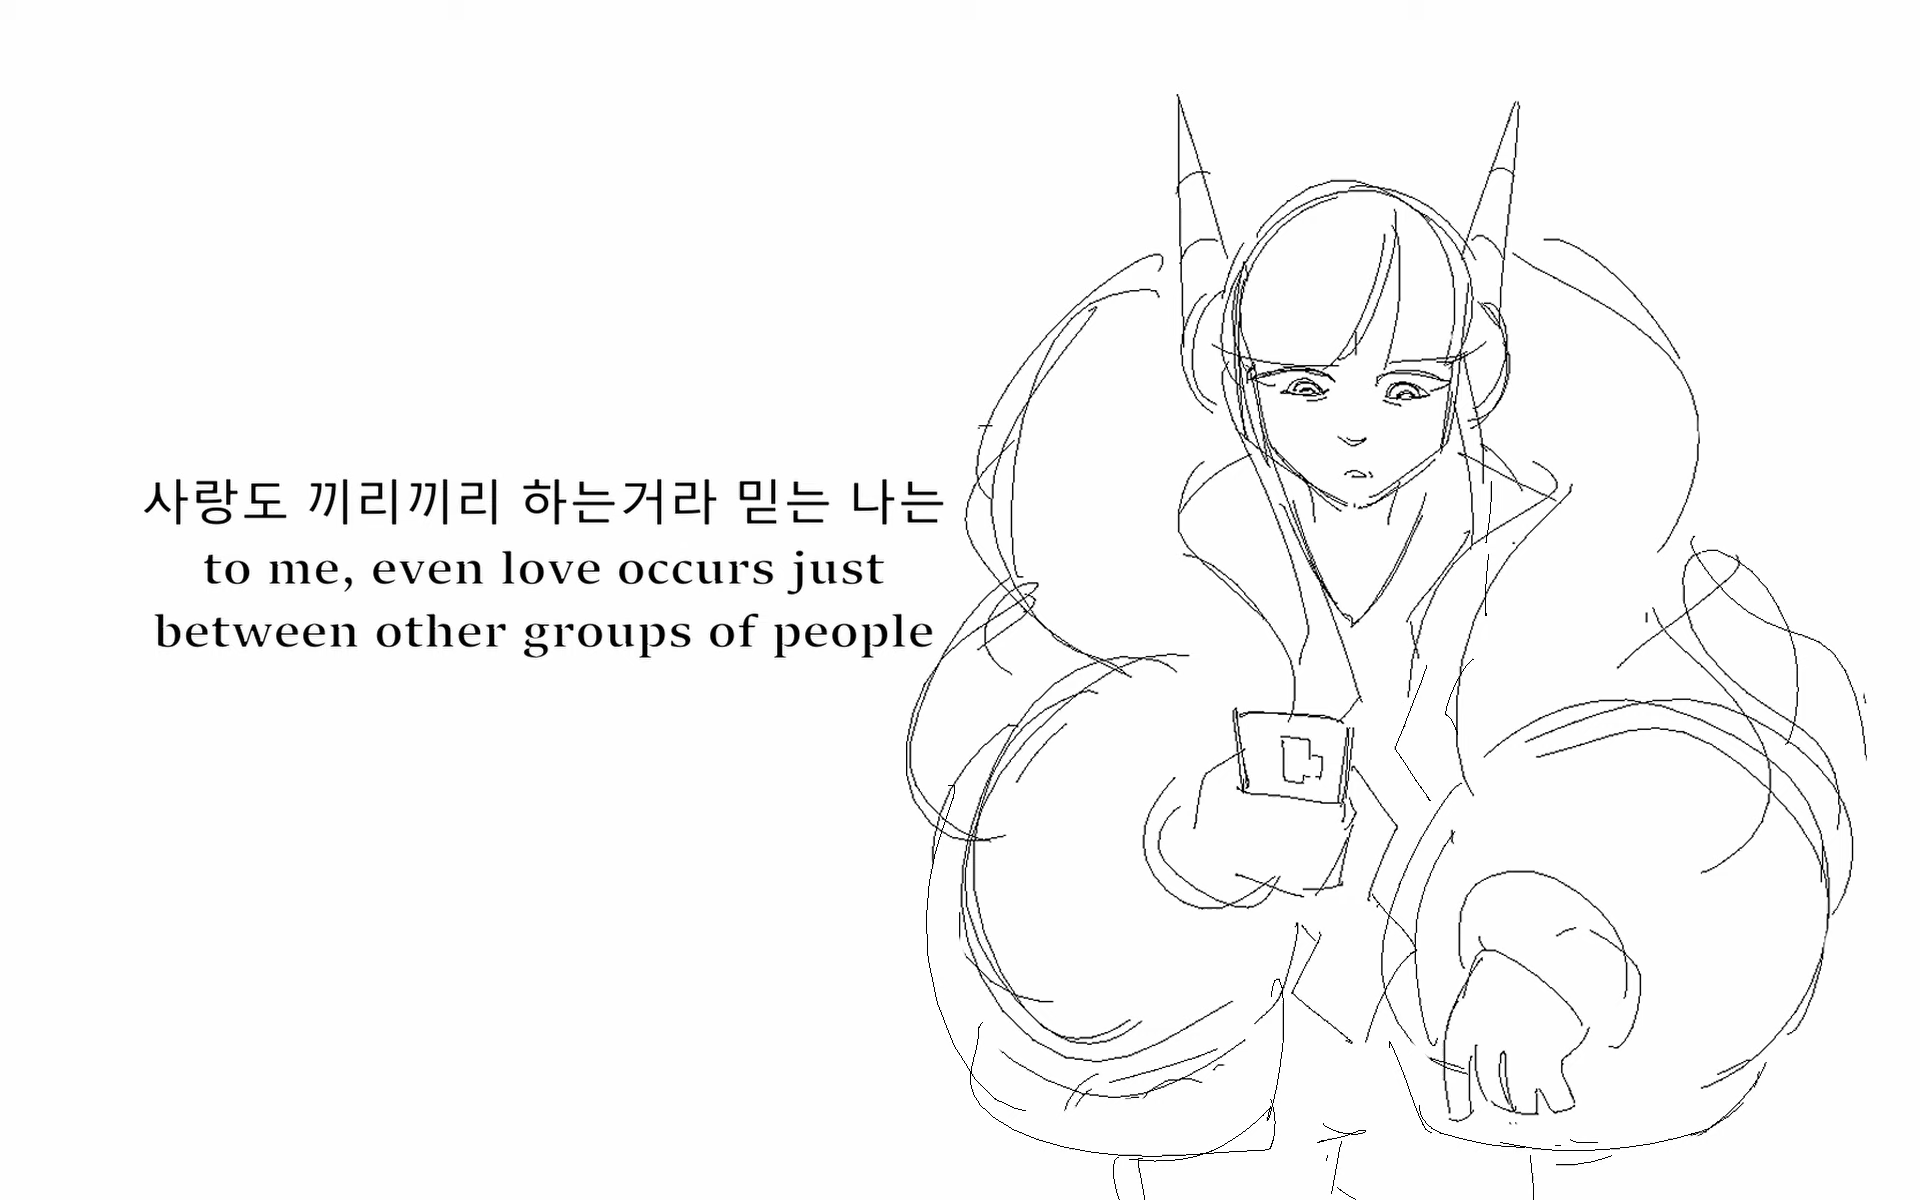 사랑도 끼리끼리 하는거라 믿는 나는
to me, even love occurs just
between other groups of people